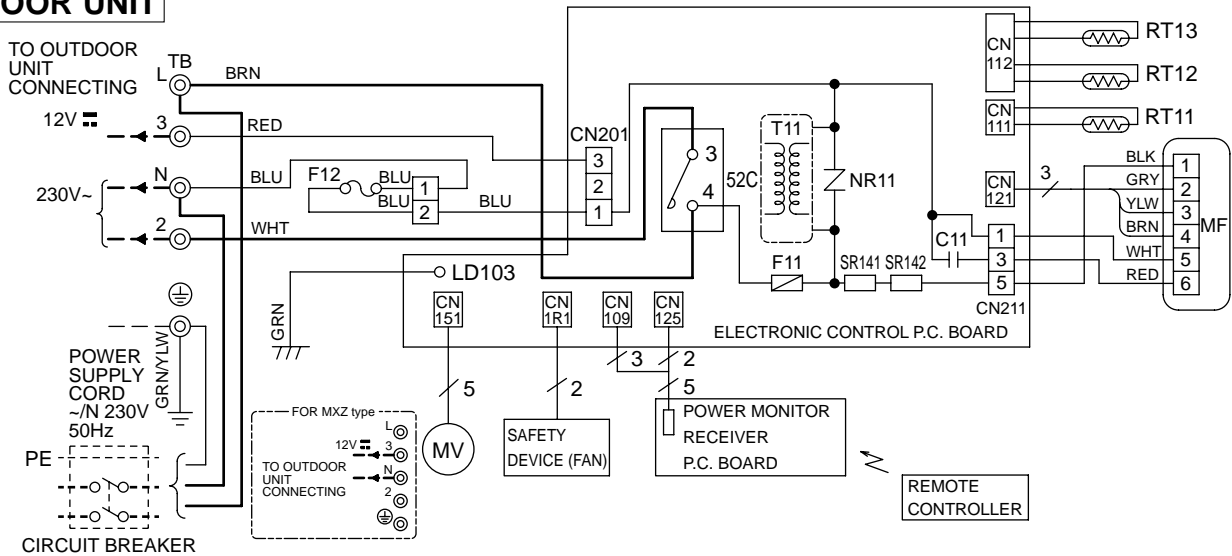 OOR UNIT
TO OUTDOOR
UNIT
CONNECTING
TB
L
BRN
12V
3
RED
N
BLU
F12
BLU
BLU
1
2
BLU
230V~
2
WHT
CN201
3
2
1
3
4
52C
T11
NR11
F11
SR141
SR142
C11
1
3
5
CN211
CN
112
RT13
RT12
CN
111
RT11
CN
121
3
BLK
GRY
YLW
BRN
WHT
RED
1
2
3
4
5
6
MF
LD103
GRN
CN
151
CN
1R1
CN
109
CN
125
ELECTRONIC CONTROL P.C. BOARD
5
2
3
2
5
MV
SAFETY
DEVICE (FAN)
POWER MONITOR
RECEIVER
P.C. BOARD
REMOTE
CONTROLLER
POWER
SUPPLY
CORD
~/N 230V
50Hz
GRN/YLW
PE
CIRCUIT BREAKER
FOR MXZ type
L
12V
3
TO OUTDOOR
UNIT
CONNECTING
N
2